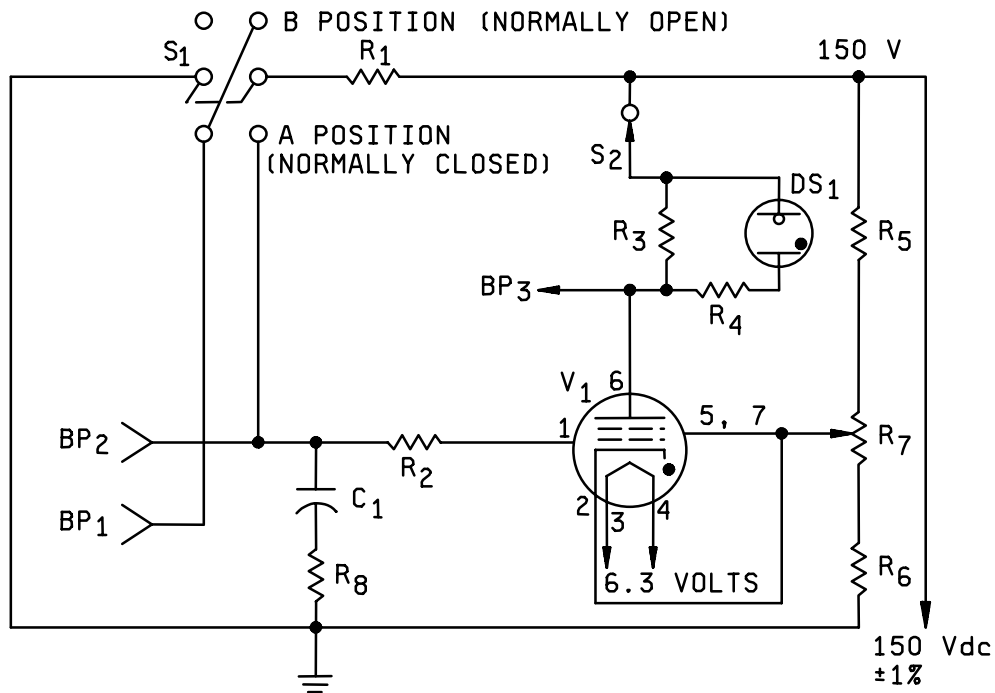 B POSITION (NORMALLY OPEN)
S1
R1
150 V
A POSITION
(NORMALLY CLOSED)
S2
DS1
R3
R5
BP3
R4
V1
6
5, 7
1
BP2
R2
R7
C1
2
3
4
BP1
R8
6.3 VOLTS
R6
150 Vdc
±1%